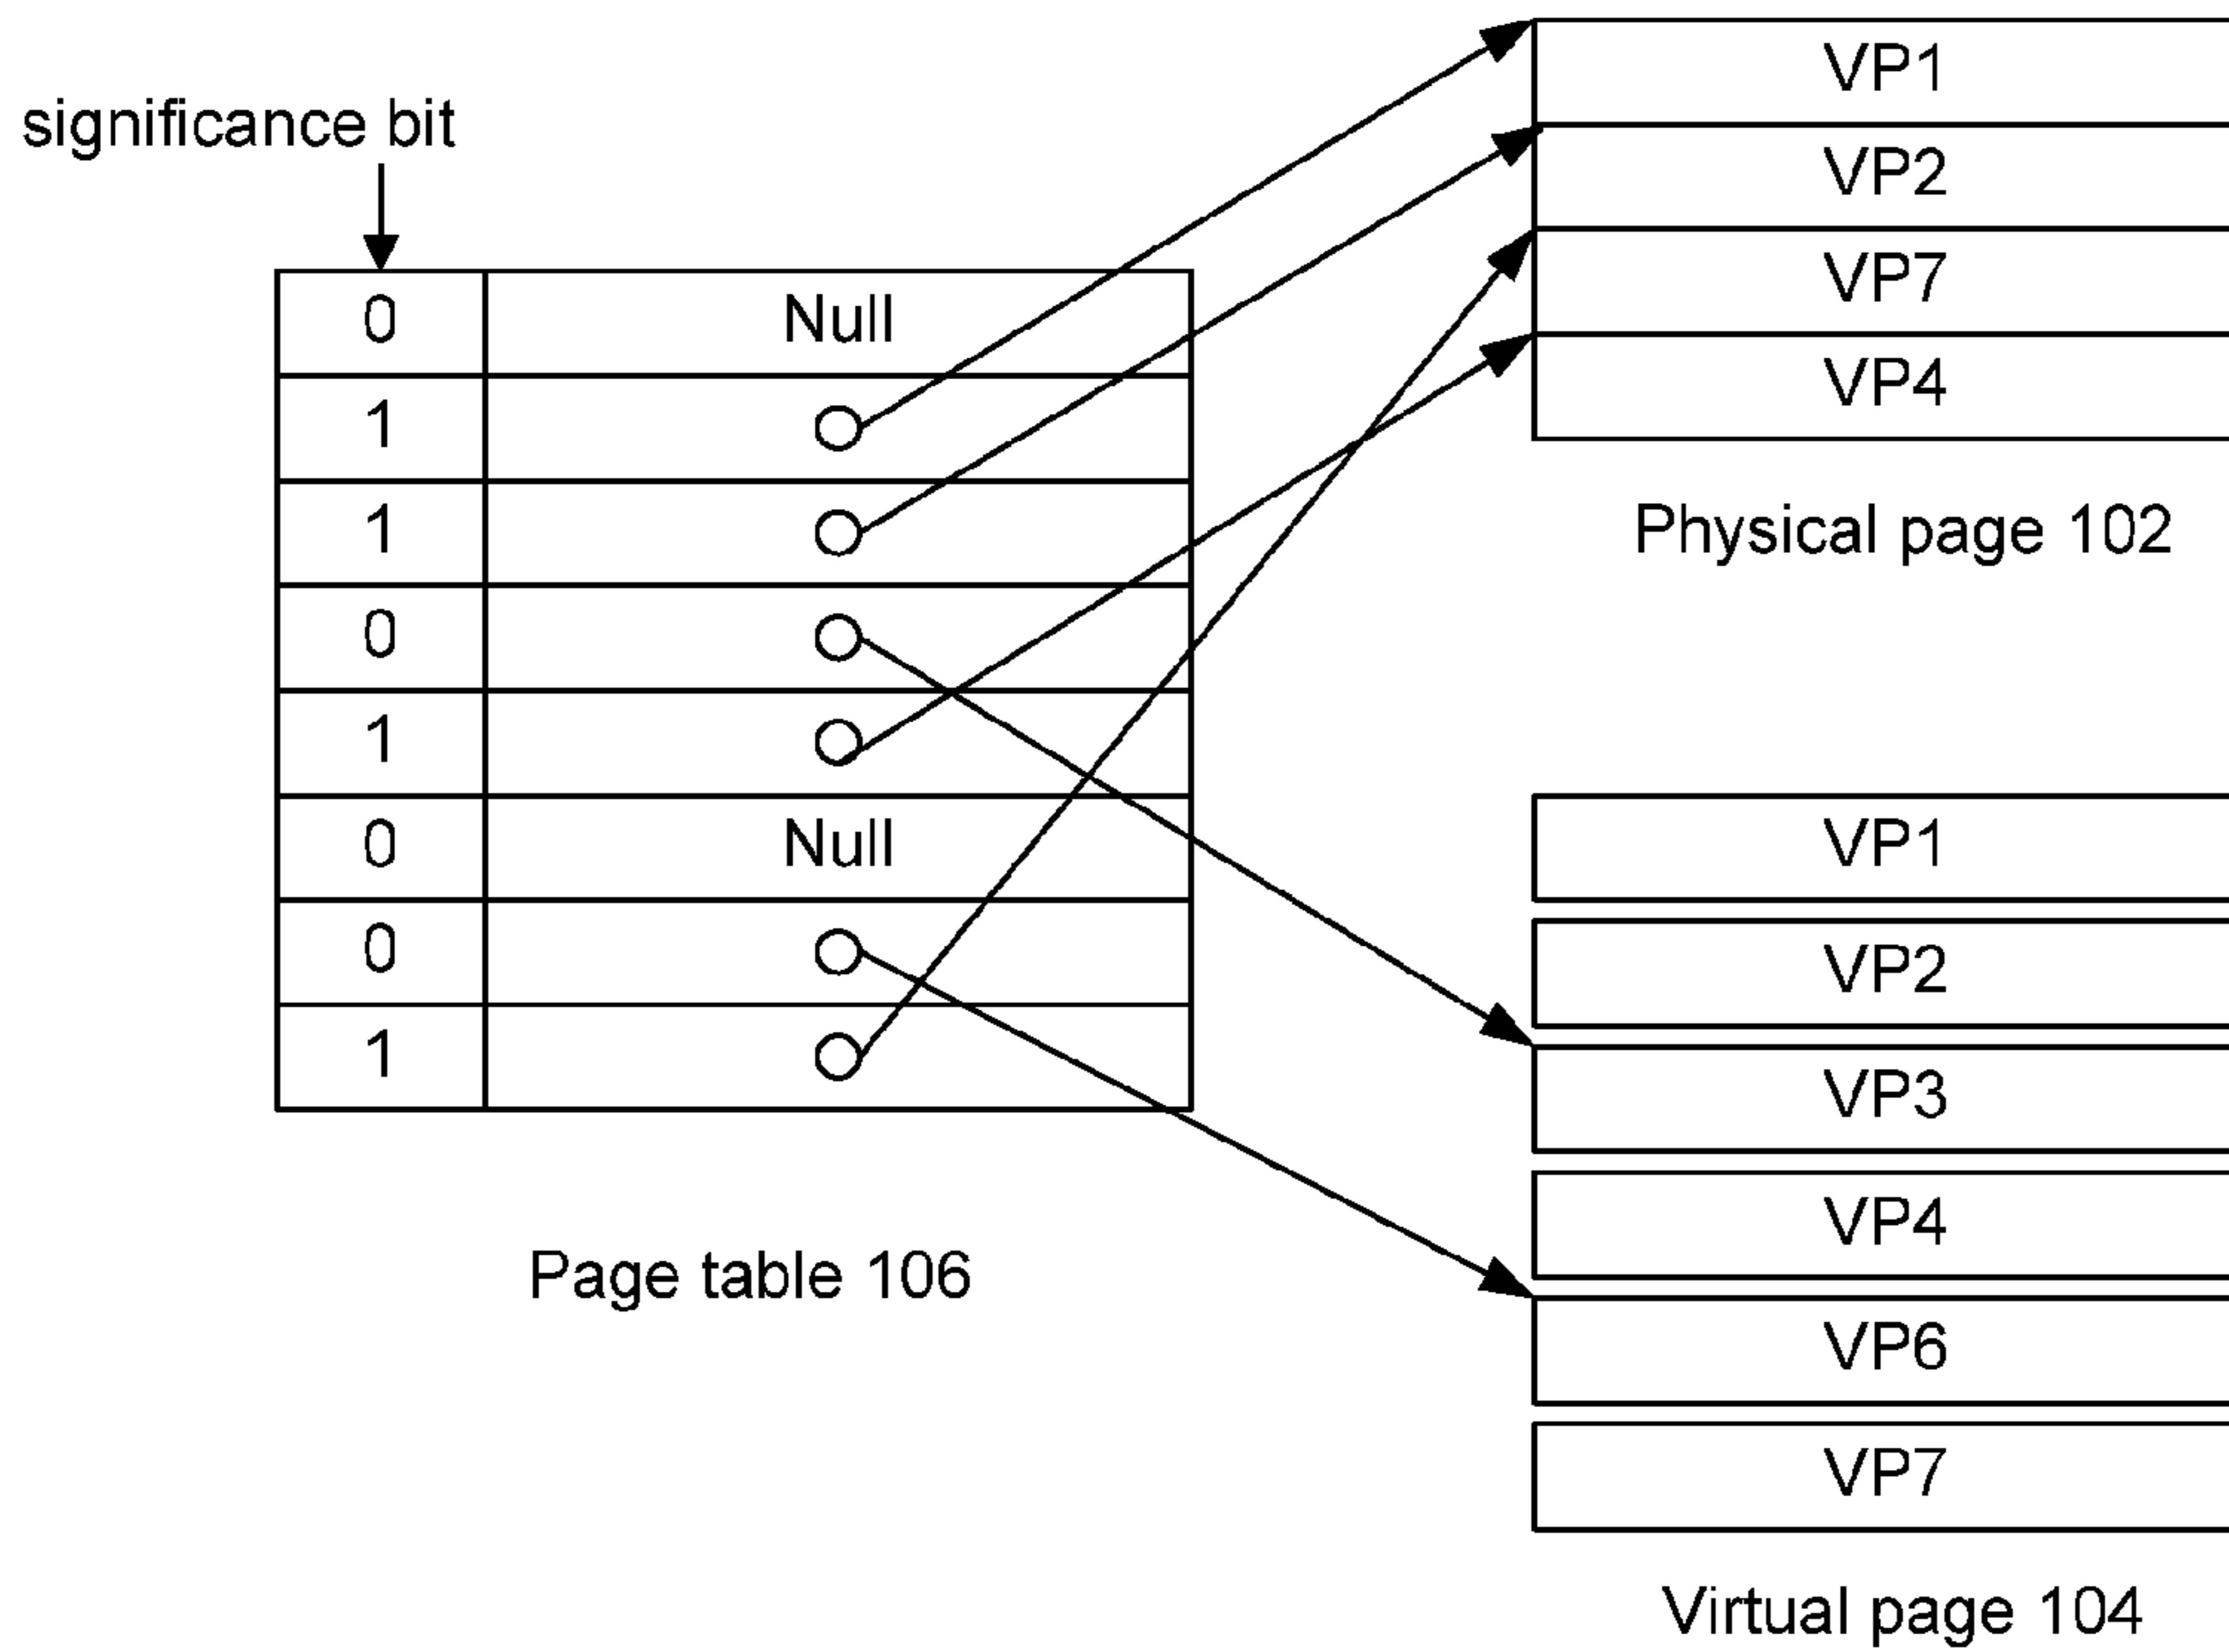 significance bit
0 Null
1
1
0
1
0 Null
0
1
Page table 106
VP1
VP2
VP7
VP4
Physical page 102
VP1
VP2
VP3
VP4
VP6
VP7
Virtual page 104